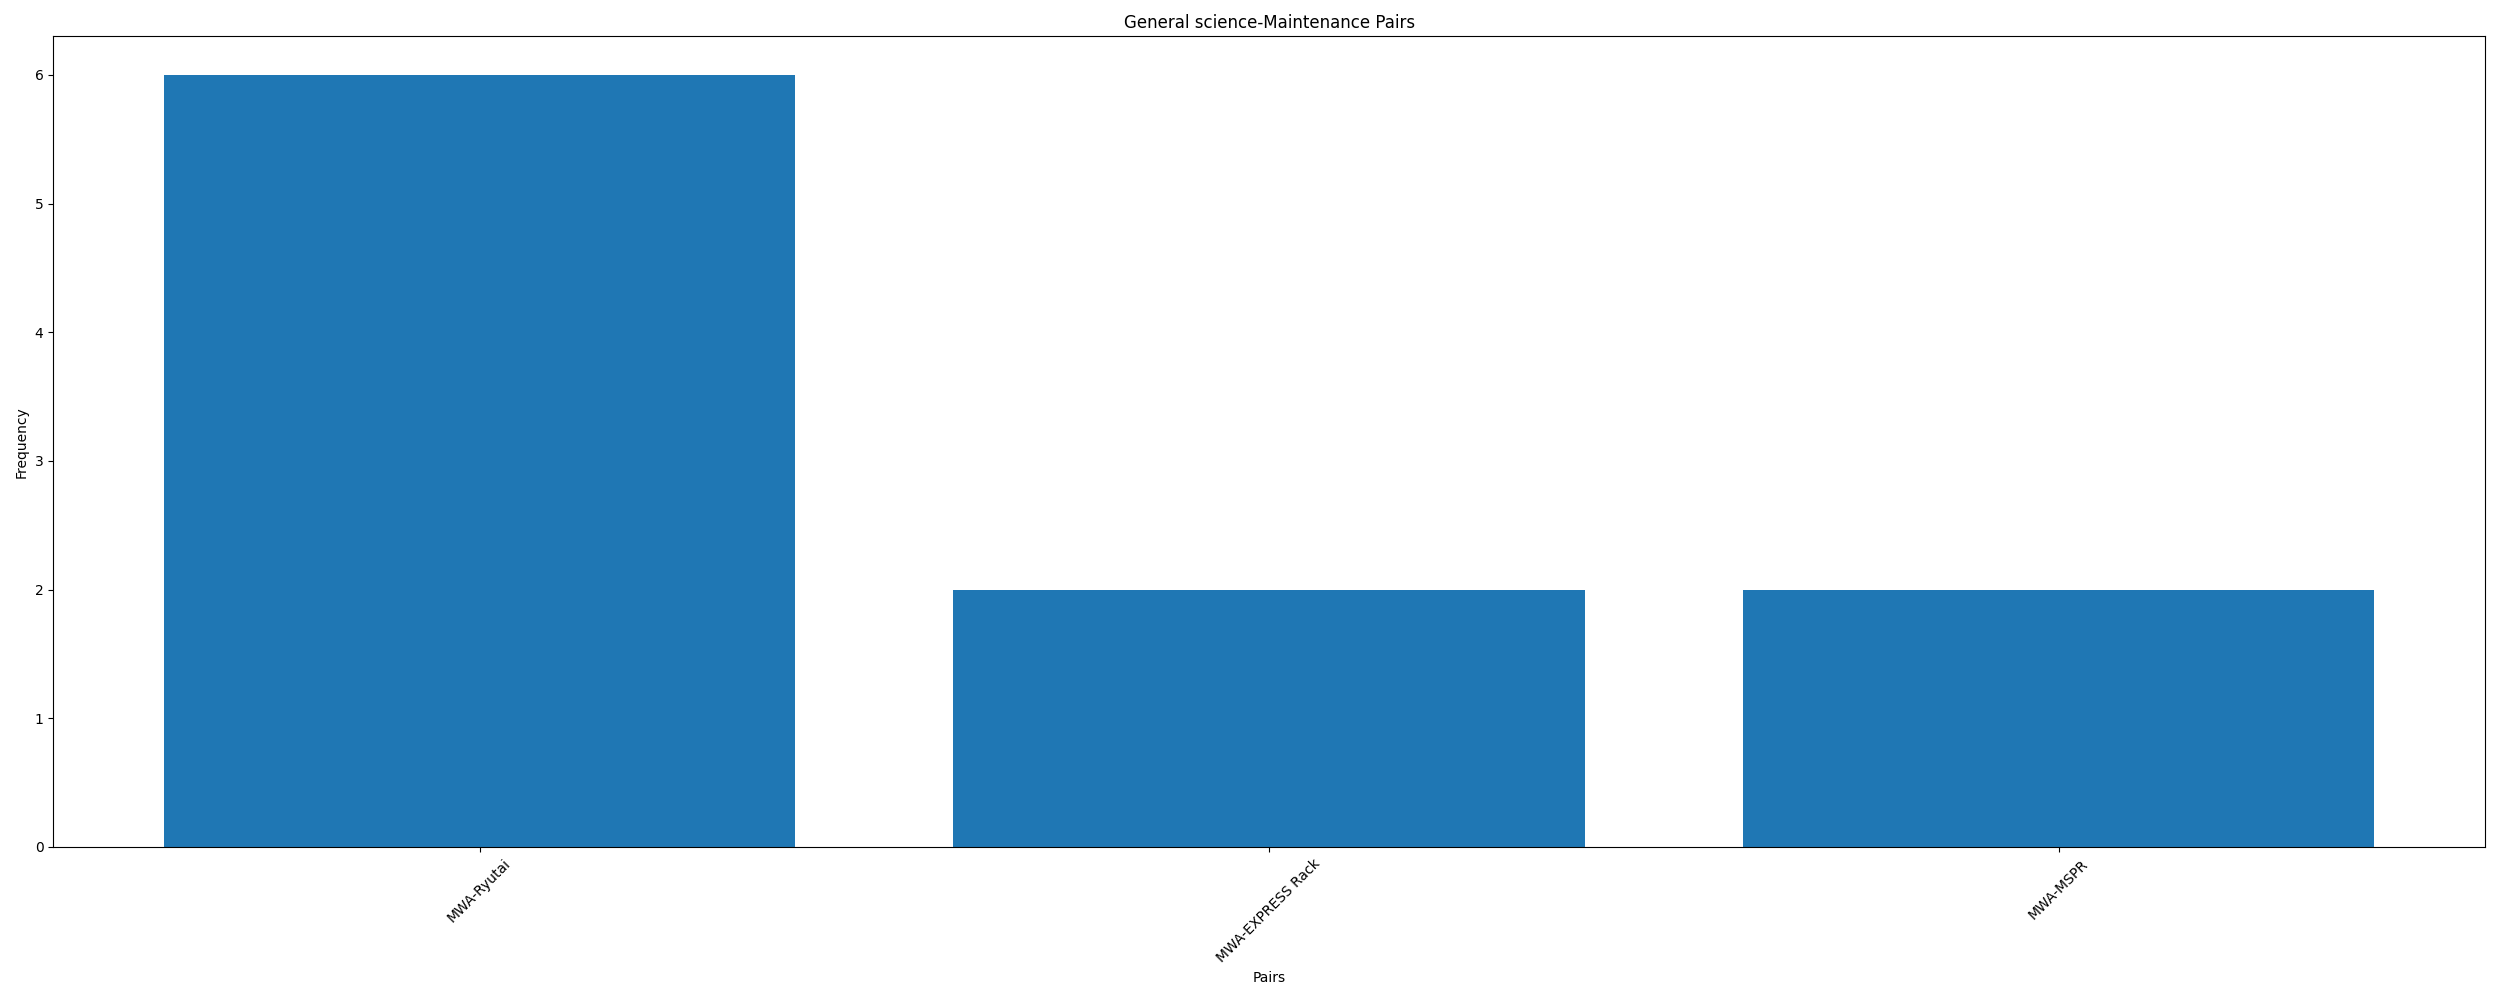 General science-Maintenance Pairs
Frequency
6
5
4
3
2
1
0
MWA-Ryutai
MWA-EXPRESS Rack
MWA-MSPR
Pairs